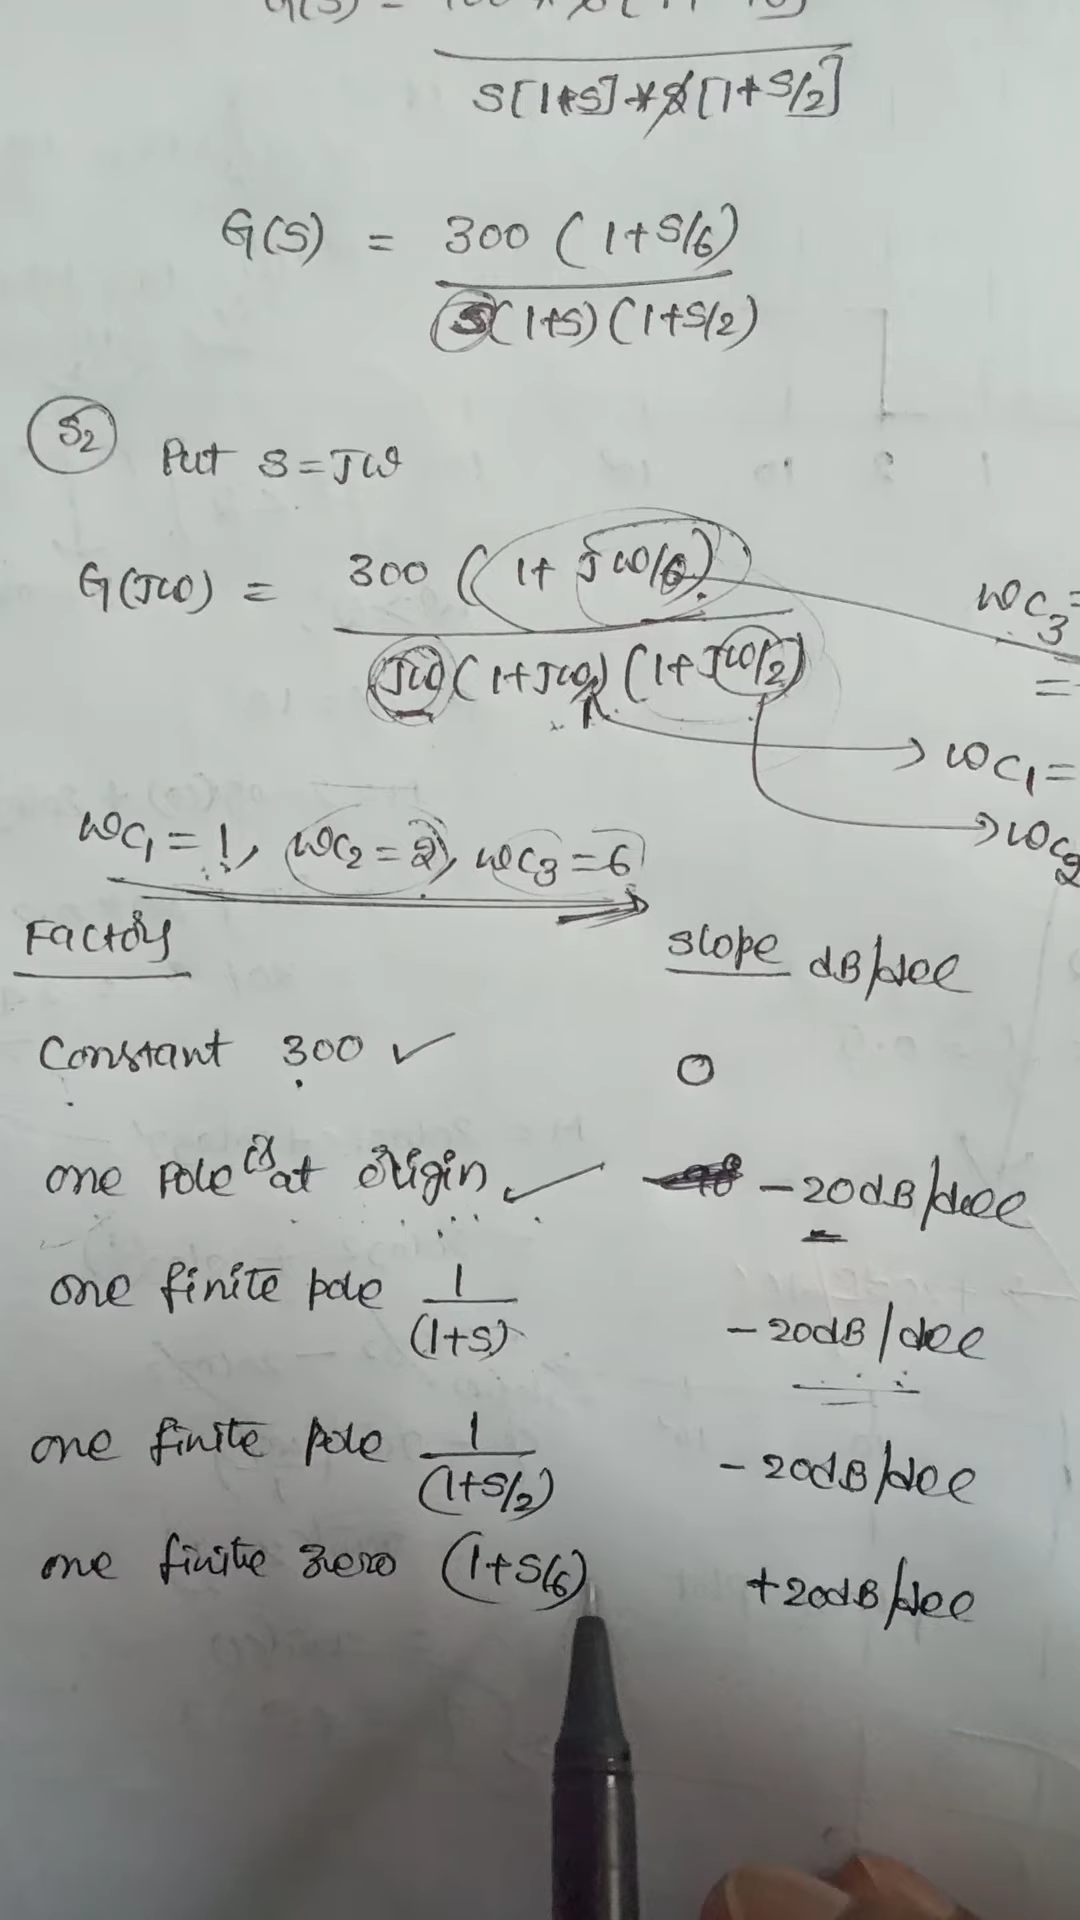 G(S) =
S[1+S] * 2[1+S/2]
G(S) = 300 (1+S/6)
S(1+S)(1+S/2)
S2 Put S=Jω
G(Jω) = 300 (1+ Jω/6)
Jω(1+Jω)(1+Jω/2)
ωC3 =
=
ωC1 =
ωC2
ωC1 = 1, ωC2 = 2, ωC3 = 6
Factors slope dB/dec
Constant 300 ✓ 0
one pole at origin ✓ -20dB/dec
one finite pole 1/(1+S) -20dB/dec
one finite pole 1/(1+S/2) -20dB/dec
one finite zero (1+S/6) +20dB/dec